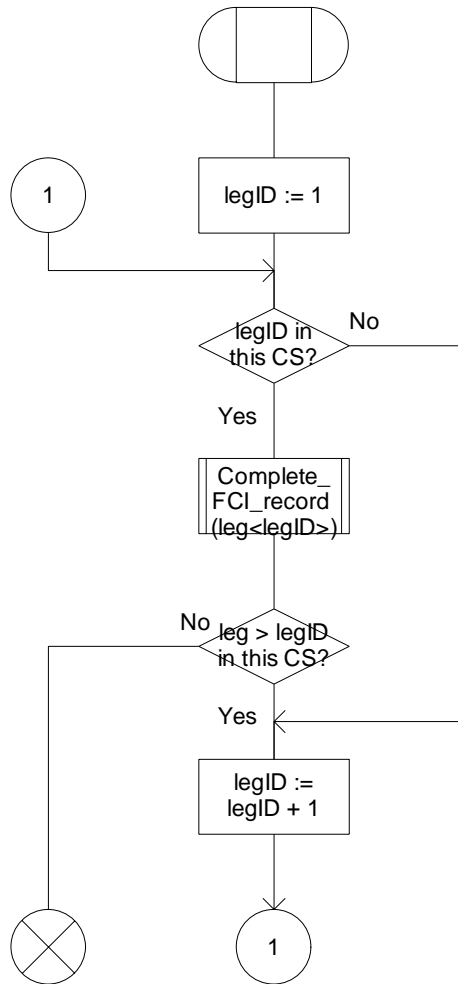 1
legID := 1
legID in
this CS?
No
Yes
Complete_
FCI_record
(leg<legID>)
No
leg > legID
in this CS?
Yes
legID :=
legID + 1
1